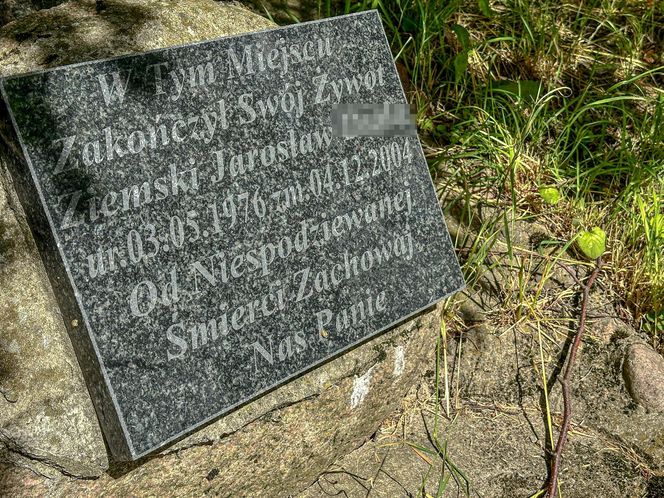 W Tym Miejscu
Zakończył Swój Żywot
Ziemski Jarosław
ur.03.05.1976 zm.04.12.2004
Od Niespodziewanej
Śmierci Zachowaj
Nas Panie